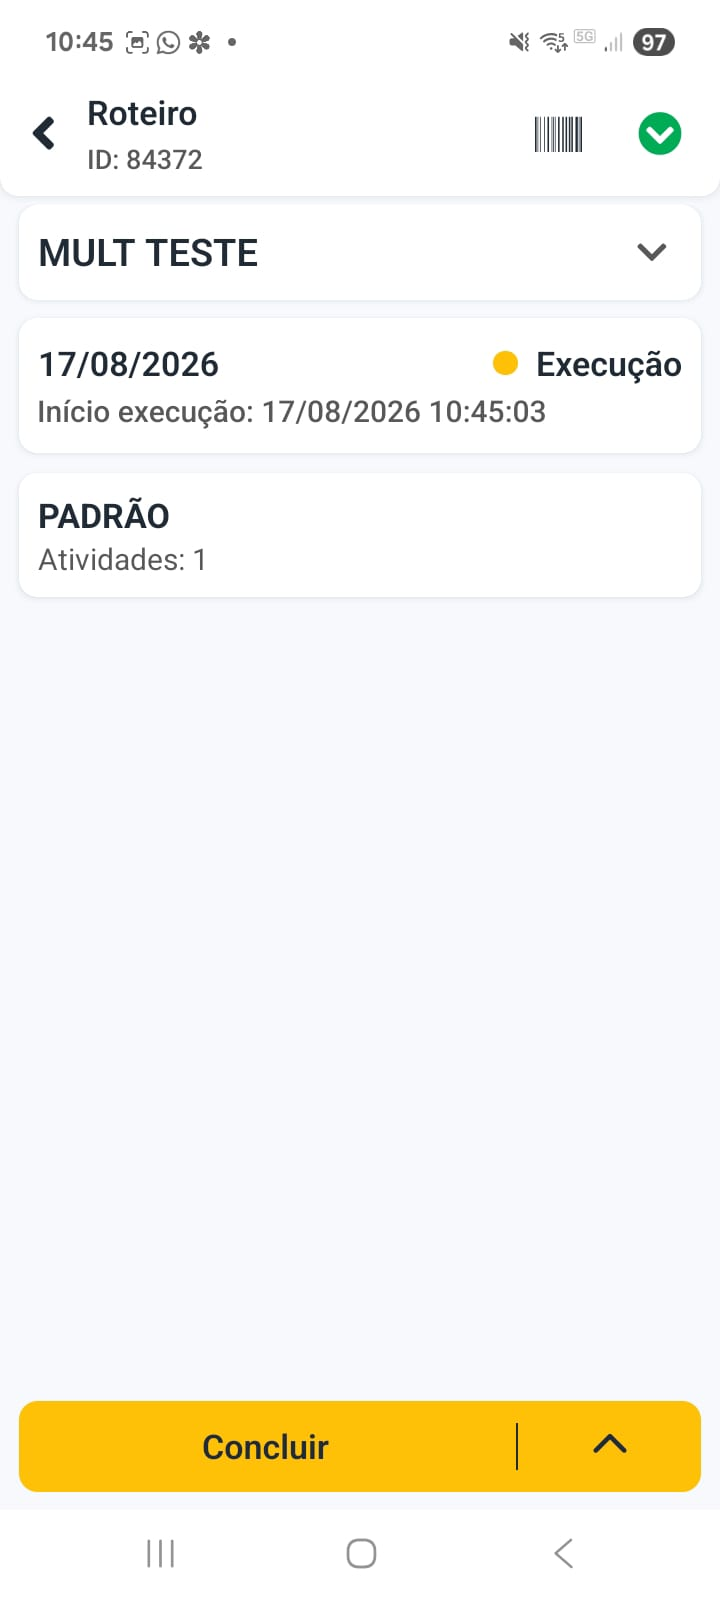 10:45
5G
97
Roteiro
ID: 84372
MULT TESTE
17/08/2026
Execução
Início execução: 17/08/2026 10:45:03
PADRÃO
Atividades: 1
Concluir